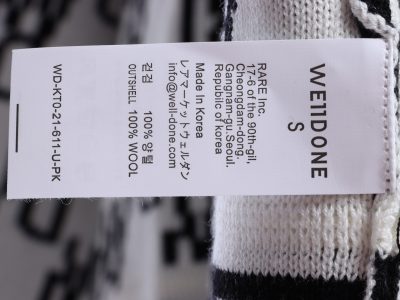 WE11DONE
S
RARE Inc.
17-6 of the 90th-gil,
Cheongdam-dong,
Gangnam-gu.Seoul.
Republic of korea
Made In Korea
レアマーケットウェルダン
info@well-done.com
겉감 100% 양털
OUTSHELL 100% WOOL
WD-KT0-21-611-U-PK